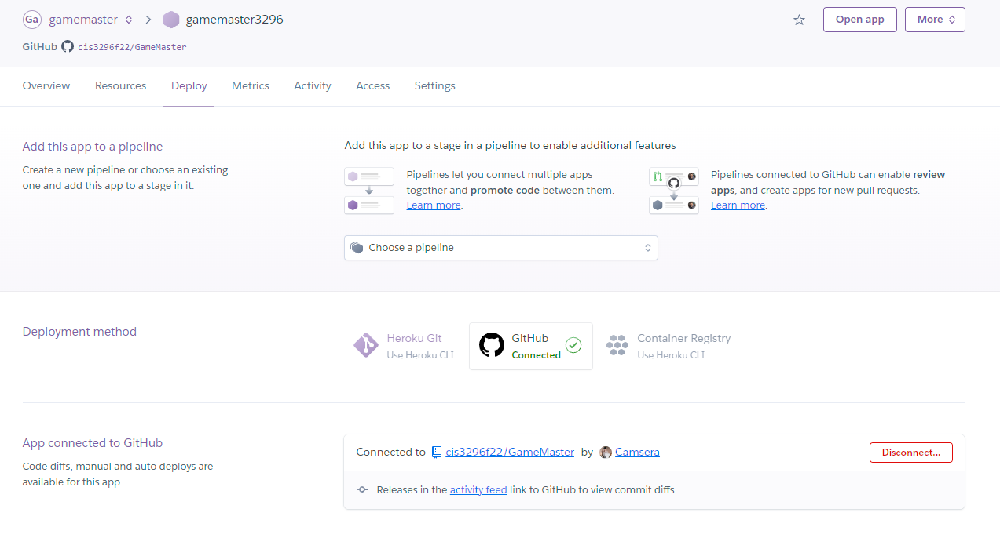 Ga gamemaster gamemaster3296 Open app More
GitHub cis3296f22/GameMaster
Overview Resources Deploy Metrics Activity Access Settings
Add this app to a pipeline
Create a new pipeline or choose an existing
one and add this app to a stage in it.
Add this app to a stage in a pipeline to enable additional features
Pipelines let you connect multiple apps
together and promote code between them.
Learn more.
Pipelines connected to GitHub can enable review
apps, and create apps for new pull requests.
Learn more.
Choose a pipeline
Deployment method
Heroku Git
Use Heroku CLI
GitHub
Connected
Container Registry
Use Heroku CLI
App connected to GitHub
Code diffs, manual and auto deploys are
available for this app.
Connected to cis3296f22/GameMaster by Camsera Disconnect...
Releases in the activity feed link to GitHub to view commit diffs